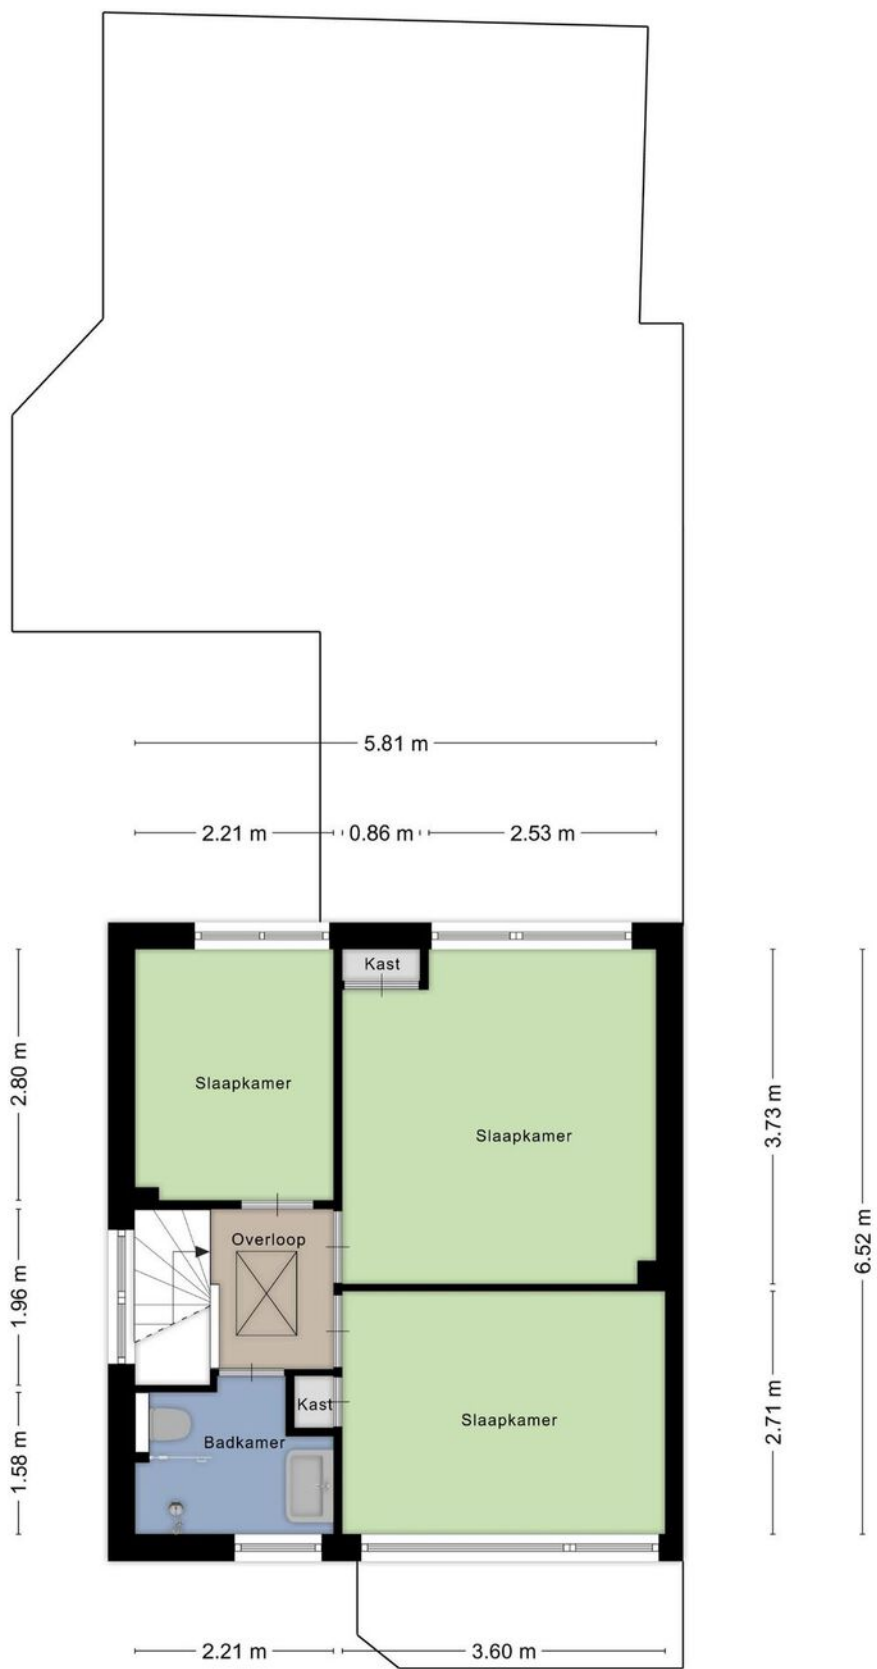 5.81 m
2.21 m
0.86 m
2.53 m
Kast
Slaapkamer
Slaapkamer
2.80 m
3.73 m
6.52 m
Overloop
1.96 m
Kast
Slaapkamer
2.71 m
Badkamer
1.58 m
2.21 m
3.60 m